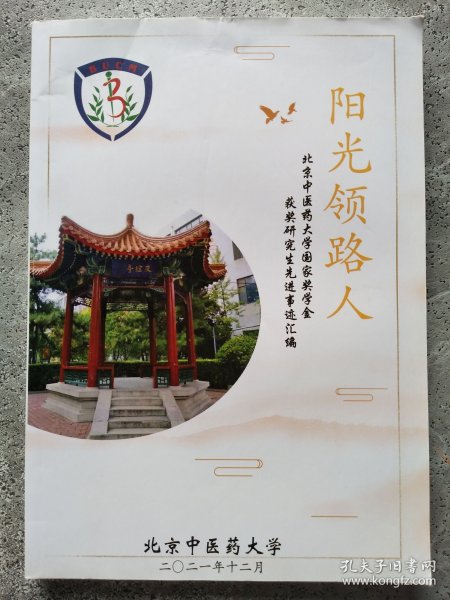 BUCM
阳光领路人
北京中医药大学国家奖学金
获奖研究生先进事迹汇编
北京中医药大学
二〇二一年十二月
孔夫子旧书网
www.kongfz.com